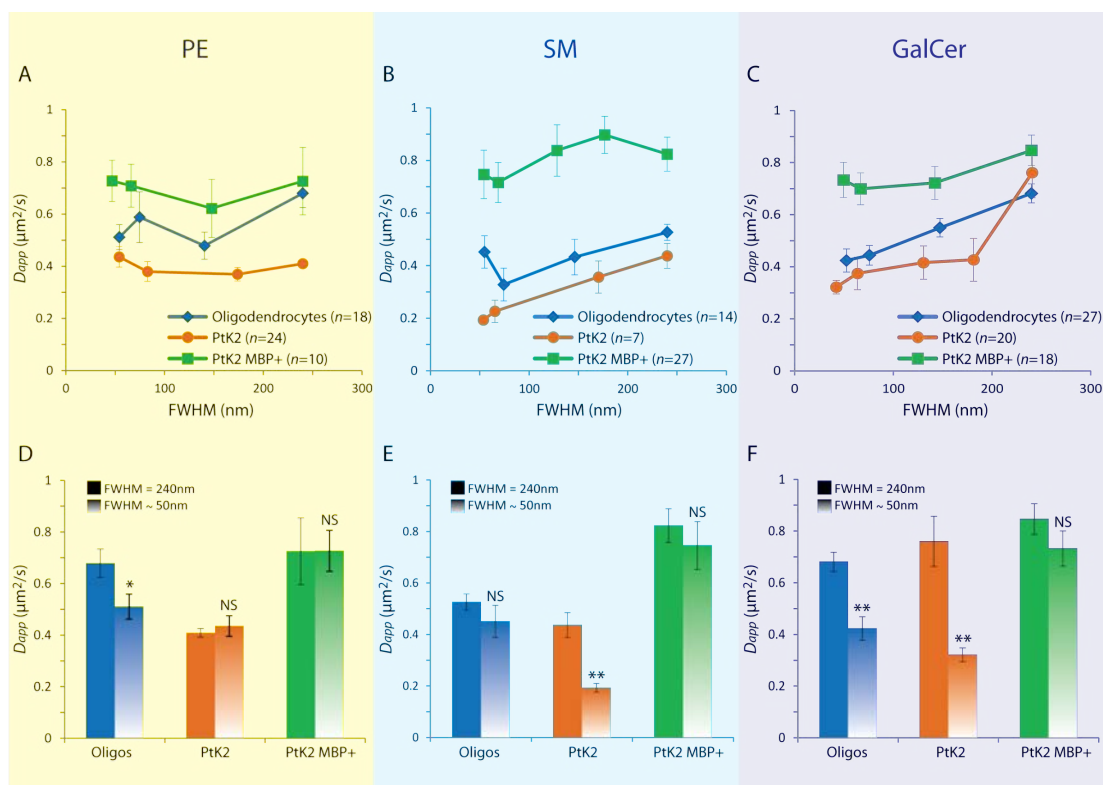 PE
SM
GalCer
A
B
C
1
0.8
0.6
0.4
0.2
0
Dapp (µm²/s)
Oligodendrocytes (n=18)
PtK2 (n=24)
PtK2 MBP+ (n=10)
0
100
200
300
FWHM (nm)
1
0.8
0.6
0.4
0.2
0
Dapp (µm²/s)
Oligodendrocytes (n=14)
PtK2 (n=7)
PtK2 MBP+ (n=27)
0
100
200
300
FWHM (nm)
1
0.8
0.6
0.4
0.2
0
Dapp (µm²/s)
Oligodendrocytes (n=27)
PtK2 (n=20)
PtK2 MBP+ (n=18)
0
100
200
300
FWHM (nm)
D
E
F
1
0.8
0.6
0.4
0.2
0
Dapp (µm²/s)
FWHM = 240nm
FWHM ~ 50nm
*
NS
NS
Oligos
PtK2
PtK2 MBP+
1
0.8
0.6
0.4
0.2
0
Dapp (µm²/s)
FWHM = 240nm
FWHM ~ 50nm
NS
**
NS
Oligos
PtK2
PtK2 MBP+
1
0.8
0.6
0.4
0.2
0
Dapp (µm²/s)
FWHM = 240nm
FWHM ~ 50nm
**
**
NS
Oligos
PtK2
PtK2 MBP+